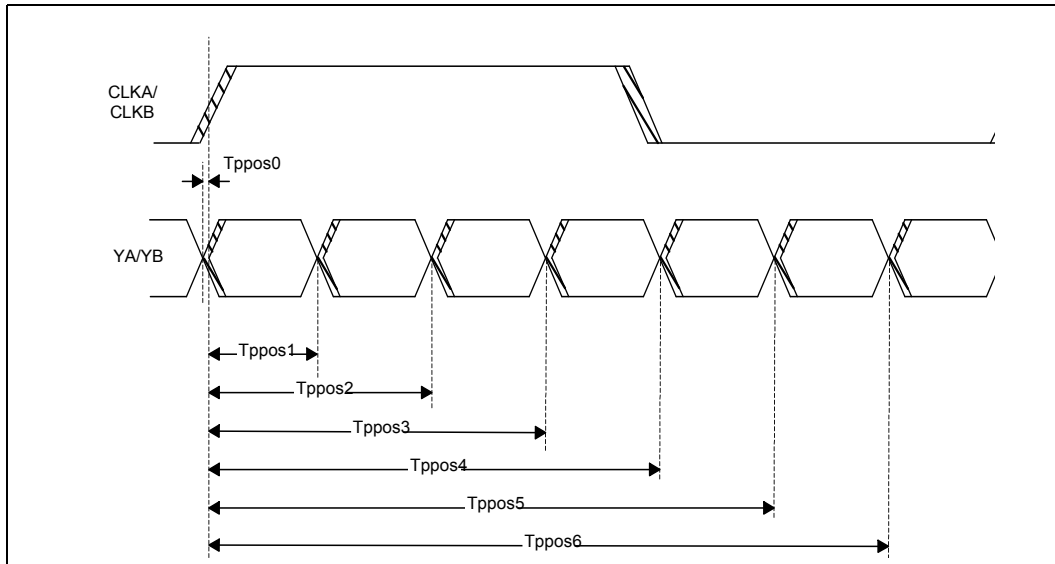 CLKA/
CLKB
Tppos0
YA/YB
Tppos1
Tppos2
Tppos3
Tppos4
Tppos5
Tppos6